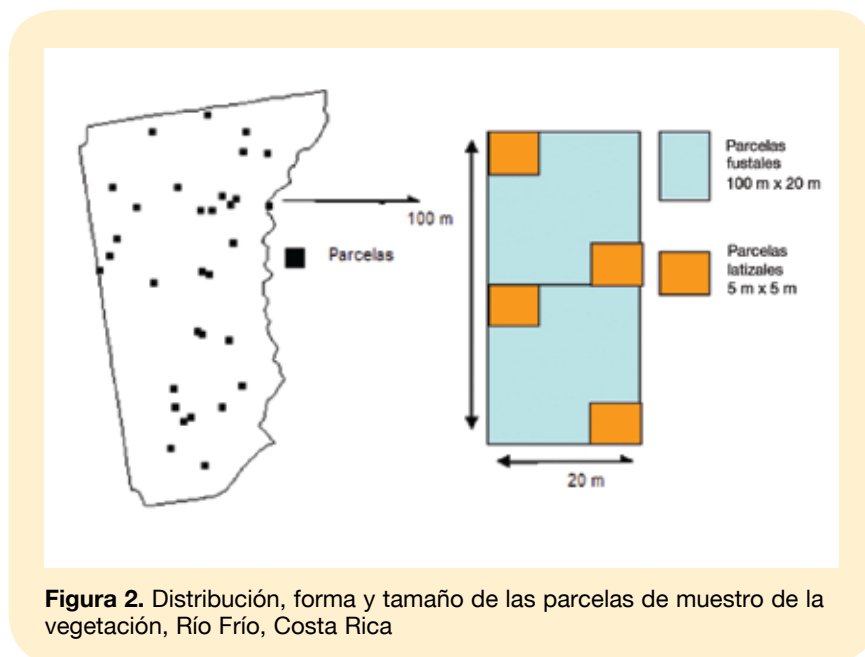 Parcelas
fustales
100 m x 20 m
100 m
Parcelas
Parcelas
latizales
5 m x 5 m
20 m
Figura 2. Distribución, forma y tamaño de las parcelas de muestro de la
vegetación, Río Frío, Costa Rica